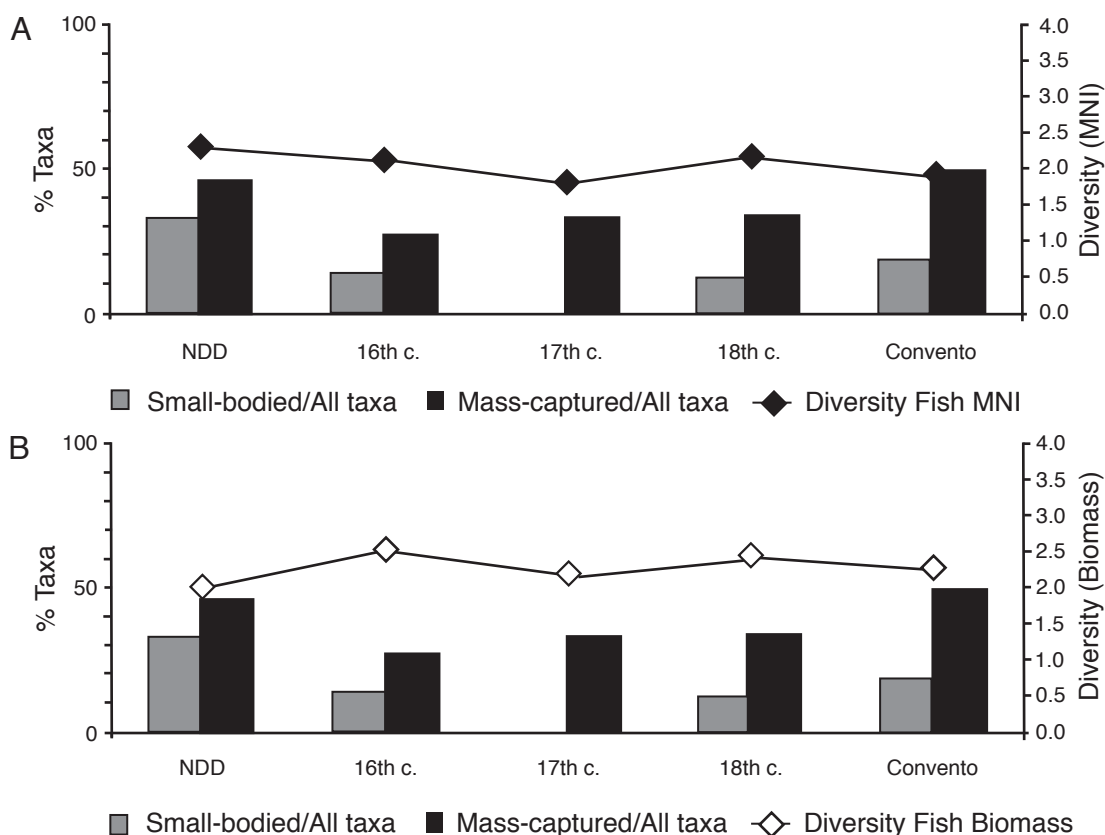 A
100
50
0
% Taxa
4.0
3.5
3.0
2.5
2.0
1.5
1.0
0.5
0.0
Diversity (MNI)
NDD 16th c. 17th c. 18th c. Convento
Small-bodied/All taxa Mass-captured/All taxa Diversity Fish MNI
B
100
50
0
% Taxa
4.0
3.5
3.0
2.5
2.0
1.5
1.0
0.5
0.0
Diversity (Biomass)
NDD 16th c. 17th c. 18th c. Convento
Small-bodied/All taxa Mass-captured/All taxa Diversity Fish Biomass